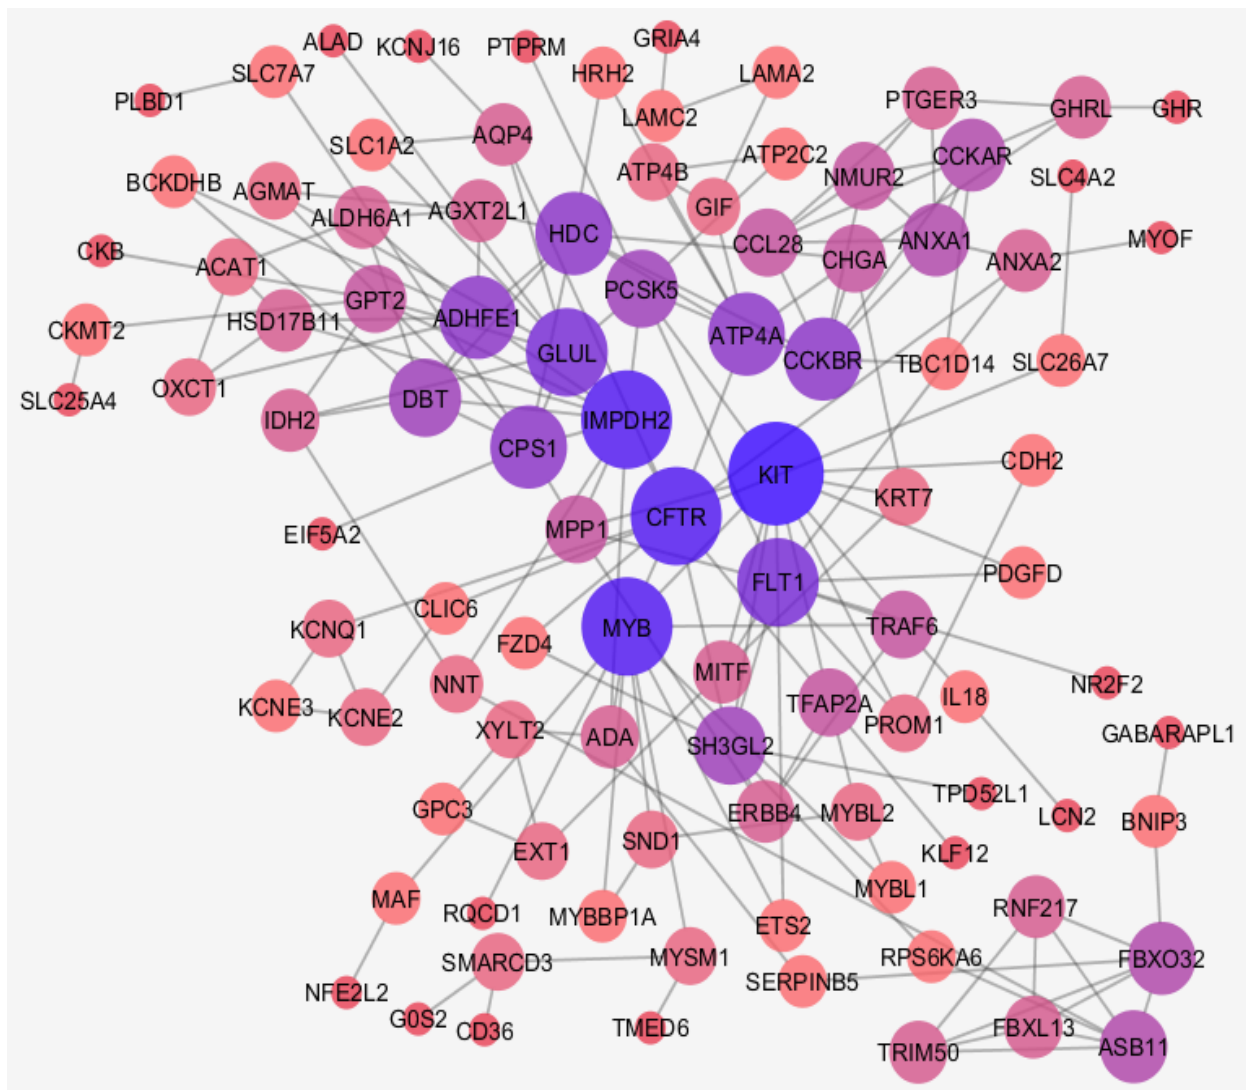 ALAD
KCNJ16
PTPRM
GRIA4
SLC7A7
HRH2
LAMA2
PLBD1
LAMC2
PTGER3
GHRL
GHR
SLC1A2
AQP4
ATP4B
ATP2C2
NMUR2
CCKAR
SLC4A2
BCKDHB
AGMAT
ALDH6A1
AGXT2L1
GIF
HDC
CCL28
CHGA
ANXA1
ANXA2
MYOF
CKB
ACAT1
GPT2
PCSK5
HSD17B11
ADHFE1
CKMT2
GLUL
ATP4A
CCKBR
TBC1D14
SLC26A7
SLC25A4
OXCT1
DBT
IDH2
IMPDH2
CPS1
KIT
CDH2
KRT7
CFTR
EIF5A2
MPP1
PDGFD
FLT1
CLIC6
KCNQ1
FZD4
MYB
TRAF6
MITF
NNT
NR2F2
KCNE3
KCNE2
XYLT2
ADA
SH3GL2
TFAP2A
PROM1
IL18
GABARAPL1
GPC3
TPD52L1
ERBB4
MYBL2
LCN2
BNIP3
EXT1
SND1
KLF12
MYBL1
MAF
RQCD1
MYBBP1A
ETS2
RNF217
SMARCD3
MYSM1
SERPINB5
RPS6KA6
FBXO32
NFE2L2
G0S2
CD36
TMED6
TRIM50
FBXL13
ASB11